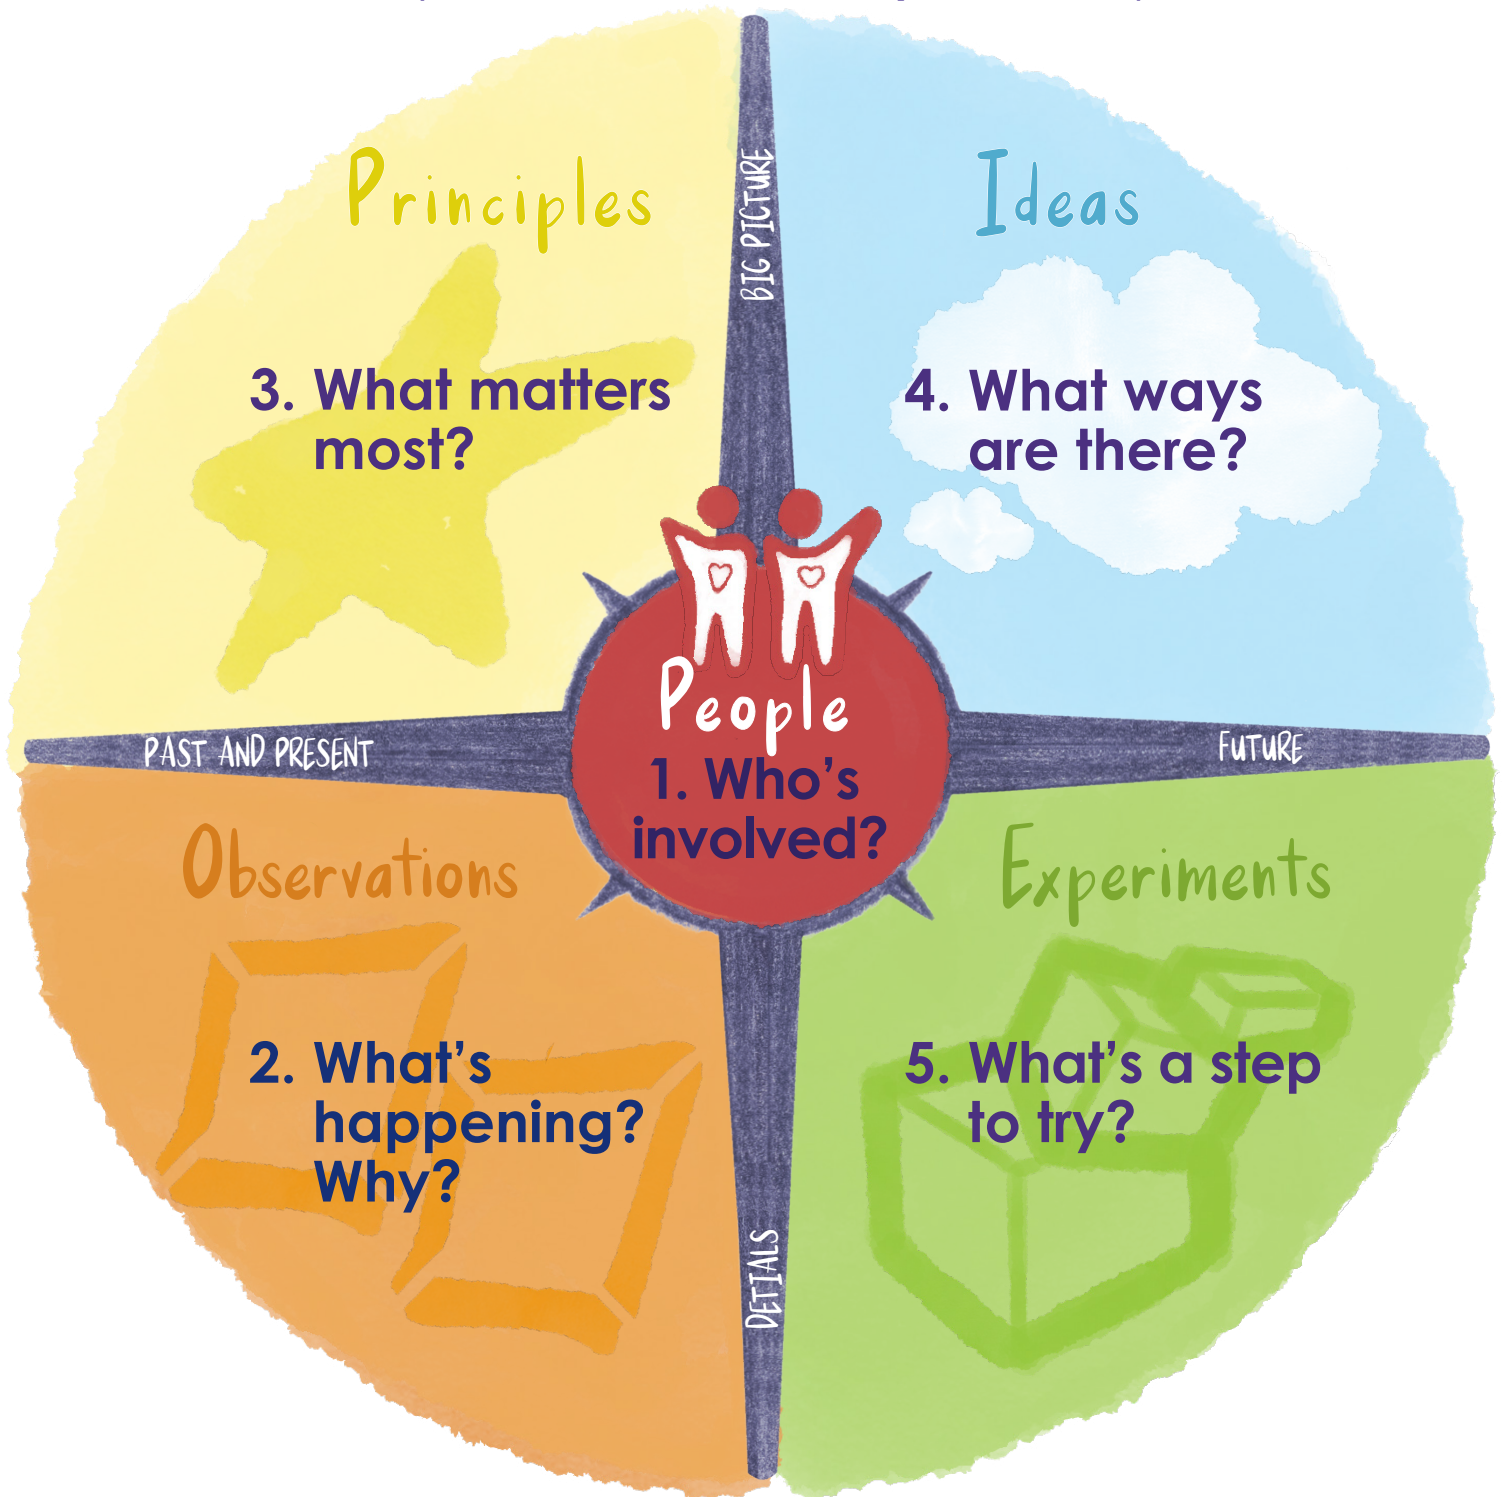 Principles
Ideas
BIG PICTURE
3. What matters
most?
4. What ways
are there?
People
1. Who's
involved?
PAST AND PRESENT
FUTURE
Observations
Experiments
2. What's
happening?
Why?
5. What's a step
to try?
DETIALS